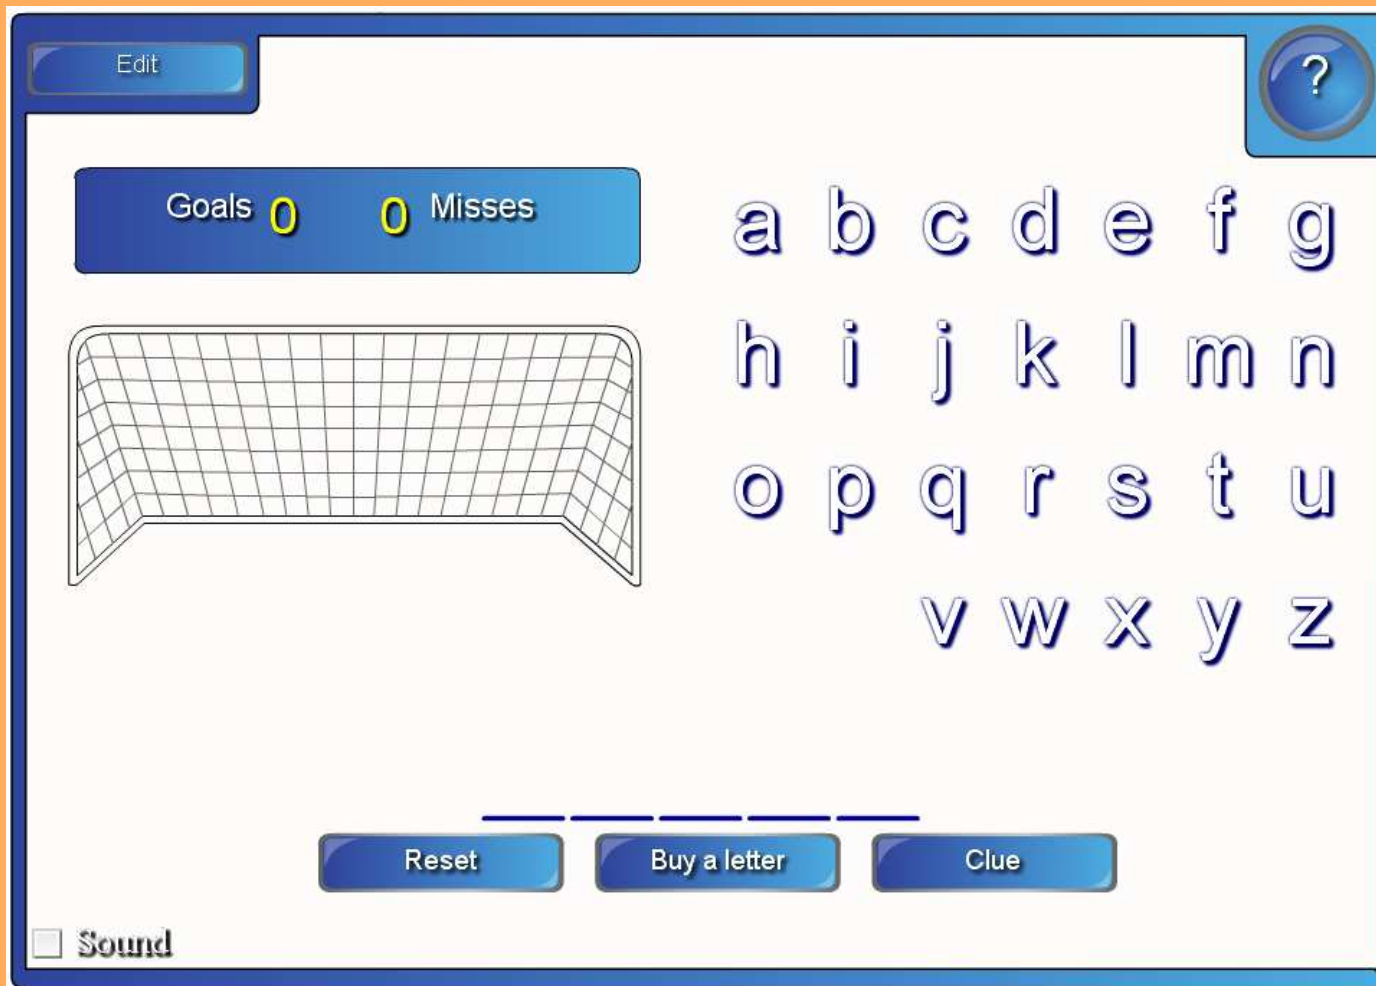 Edit
?
Goals 0 0 Misses
a b c d e f g
h i j k l m n
o p q r s t u
v w x y z
Reset Buy a letter Clue
Sound